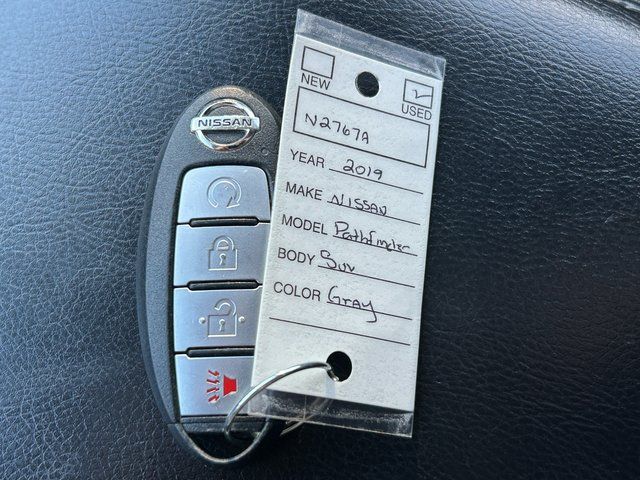 NISSAN
NEW
USED
N2767A
YEAR 2019
MAKE NISSAN
MODEL Pathfinder
BODY Suv
COLOR Gray